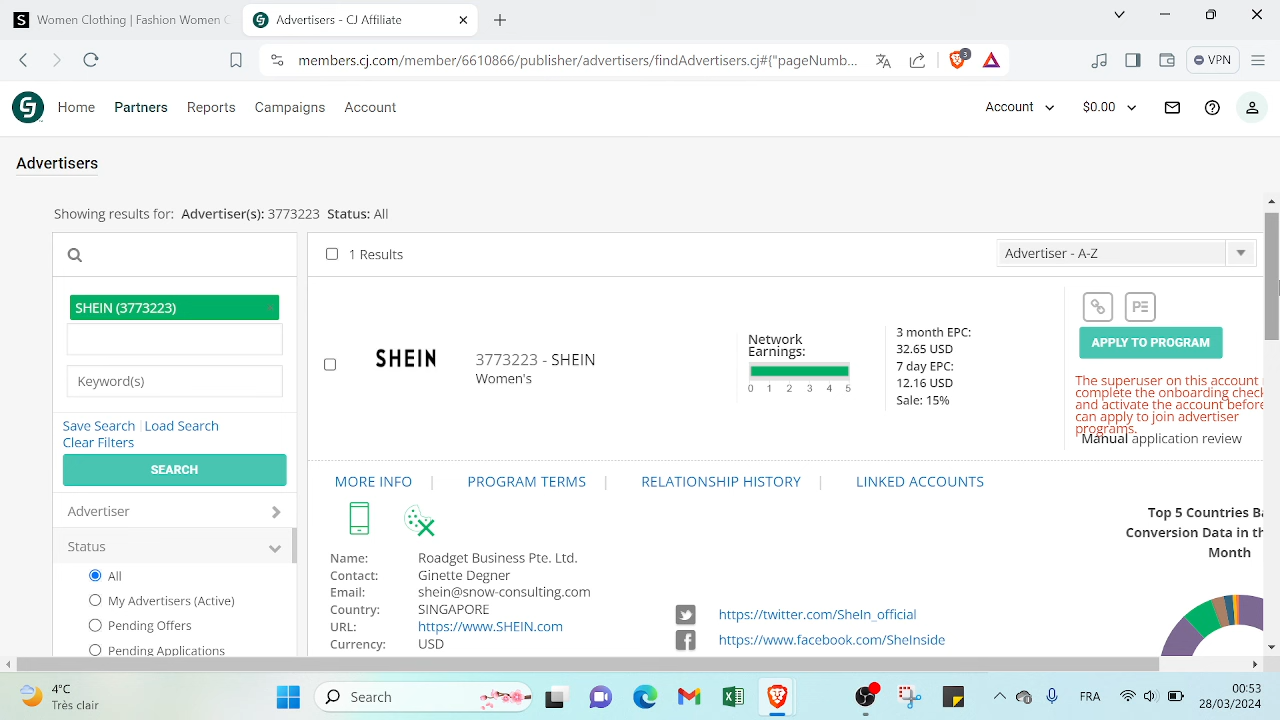 Women Clothing | Fashion Women C
Advertisers - CJ Affiliate
members.cj.com/member/6610866/publisher/advertisers/findAdvertisers.cj#{"pageNumb...
3
VPN
Home
Partners
Reports
Campaigns
Account
Account
$0.00
Advertisers
Showing results for: Advertiser(s): 3773223 Status: All
1 Results
Advertiser - A-Z
SHEIN (3773223)
Keyword(s)
Save Search
Load Search
Clear Filters
SEARCH
Advertiser
Status
All
My Advertisers (Active)
Pending Offers
Pending Applications
SHEIN
3773223 - SHEIN
Women's
Network
Earnings:
0 1 2 3 4 5
3 month EPC:
32.65 USD
7 day EPC:
12.16 USD
Sale: 15%
PE
APPLY TO PROGRAM
The superuser on this account
complete the onboarding check
and activate the account before
can apply to join advertiser
programs.
Manual application review
MORE INFO
PROGRAM TERMS
RELATIONSHIP HISTORY
LINKED ACCOUNTS
Name: Roadget Business Pte. Ltd.
Contact: Ginette Degner
Email: shein@snow-consulting.com
Country: SINGAPORE
URL: https://www.SHEIN.com
Currency: USD
https://twitter.com/SheIn_official
https://www.facebook.com/SheInside
Top 5 Countries Ba
Conversion Data in th
Month
4°C
Très clair
Search
FRA
00:53
28/03/2024